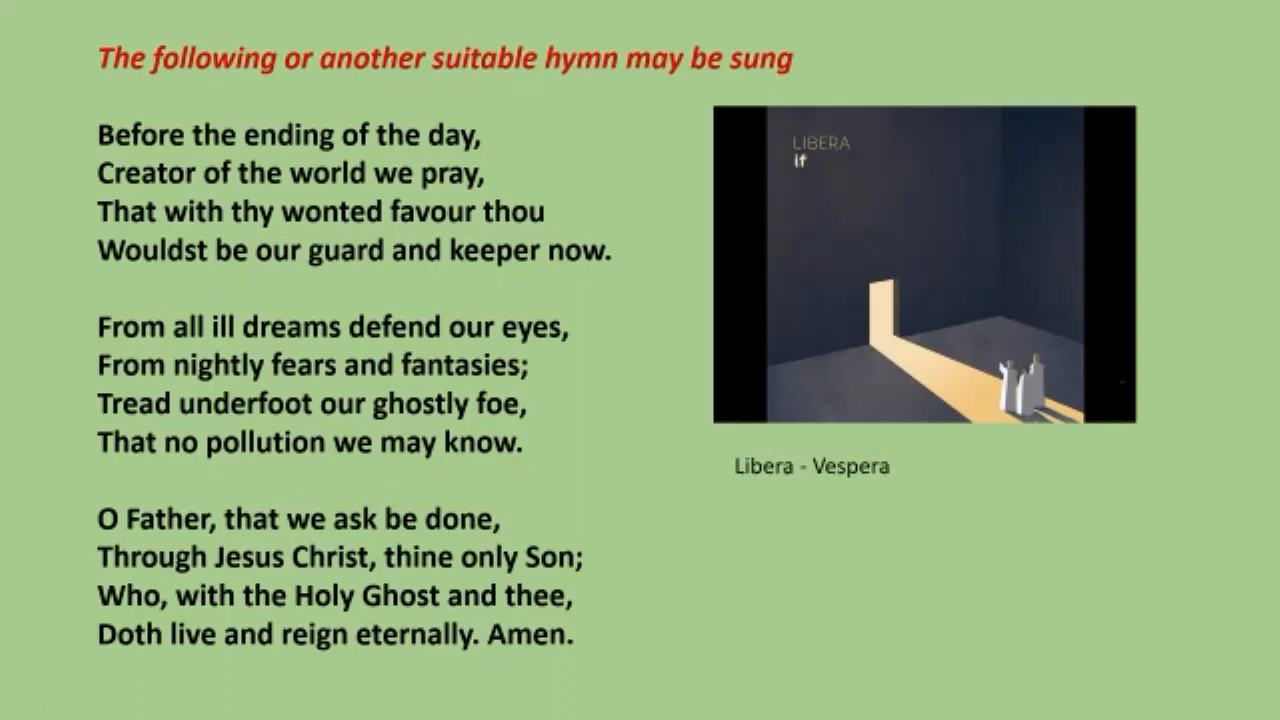 The following or another suitable hymn may be sung
Before the ending of the day,
Creator of the world we pray,
That with thy wonted favour thou
Wouldst be our guard and keeper now.
From all ill dreams defend our eyes,
From nightly fears and fantasies;
Tread underfoot our ghostly foe,
That no pollution we may know.
O Father, that we ask be done,
Through Jesus Christ, thine only Son;
Who, with the Holy Ghost and thee,
Doth live and reign eternally. Amen.
LIBERA
if
Libera - Vespera